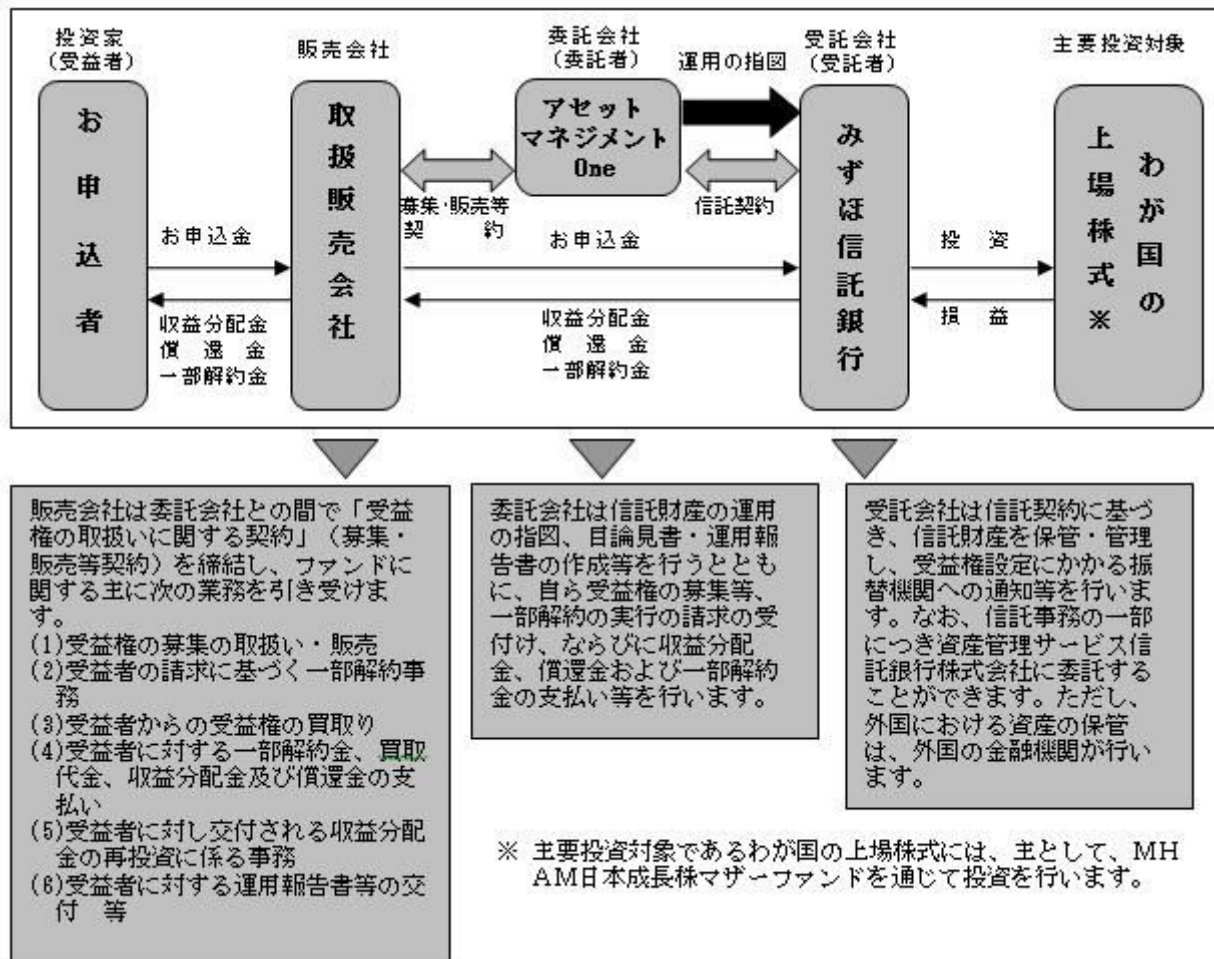 投資家
(受益者)
お申込者
販売会社
取扱販売会社
委託会社
(委託者)
アセット
マネジメント
One
運用の指図
受託会社
(受託者)
みずほ信託銀行
主要投資対象
わが国の
上場株式※
募集・販売等
契　約
信託契約
お申込金
収益分配金
償　還　金
一部解約金
お申込金
収益分配金
償　還　金
一部解約金
投　資
損　益
販売会社は委託会社との間で「受益
権の取扱いに関する契約」（募集・
販売等契約）を締結し、ファンドに
関する主に次の業務を引き受けま
す。
(1)受益権の募集の取扱い・販売
(2)受益者の請求に基づく一部解約事
務
(3)受益者からの受益権の買取り
(4)受益者に対する一部解約金、買取
代金、収益分配金及び償還金の支
払い
(5)受益者に対し交付される収益分配
金の再投資に係る事務
(6)受益者に対する運用報告書等の交
付　等
委託会社は信託財産の運用
の指図、目論見書・運用報
告書の作成等を行うととも
に、自ら受益権の募集等、
一部解約の実行の請求の受
付け、ならびに収益分配
金、償還金および一部解約
金の支払い等を行います。
受託会社は信託契約に基づ
き、信託財産を保管・管理
し、受益権設定にかかる振
替機関への通知等を行いま
す。なお、信託事務の一部
につき資産管理サービス信
託銀行株式会社に委託する
ことができます。ただし、
外国における資産の保管
は、外国の金融機関が行い
ます。
※ 主要投資対象であるわが国の上場株式には、主として、MH
AM日本成長株マザーファンドを通じて投資を行います。